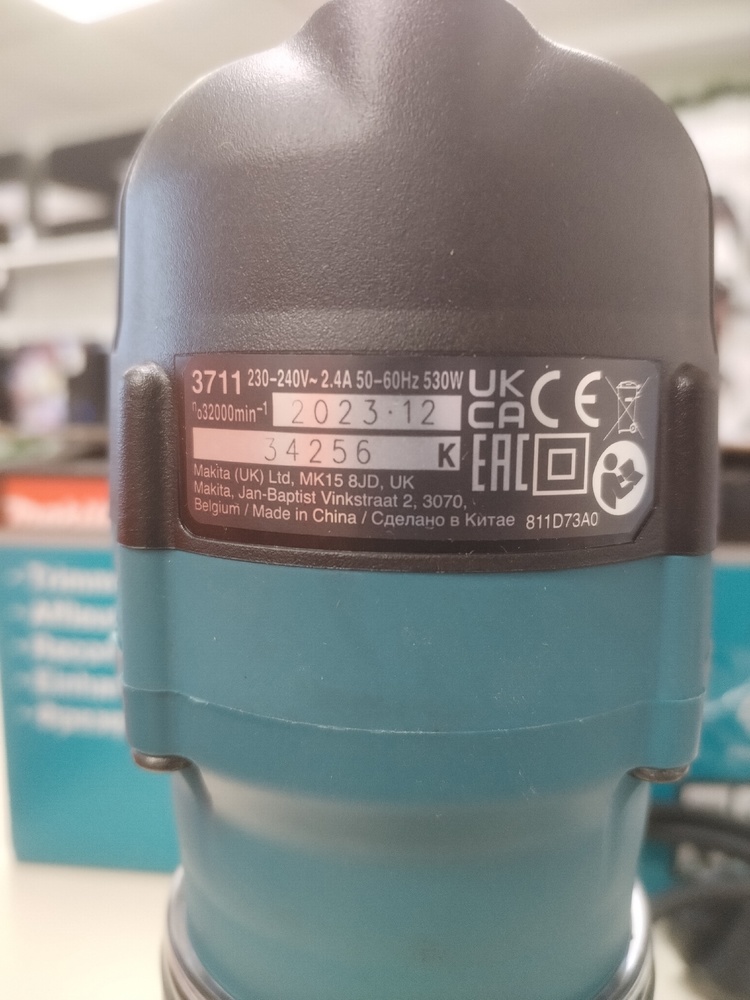 3711 230-240V~ 2.4A 50-60Hz 530W
n₀32000min⁻¹ 2023·12
34256 K
Makita (UK) Ltd, MK15 8JD, UK
Makita, Jan-Baptist Vinkstraat 2, 3070,
Belgium / Made in China / Сделано в Китае 811D73A0
UK
CA
CE
EAC